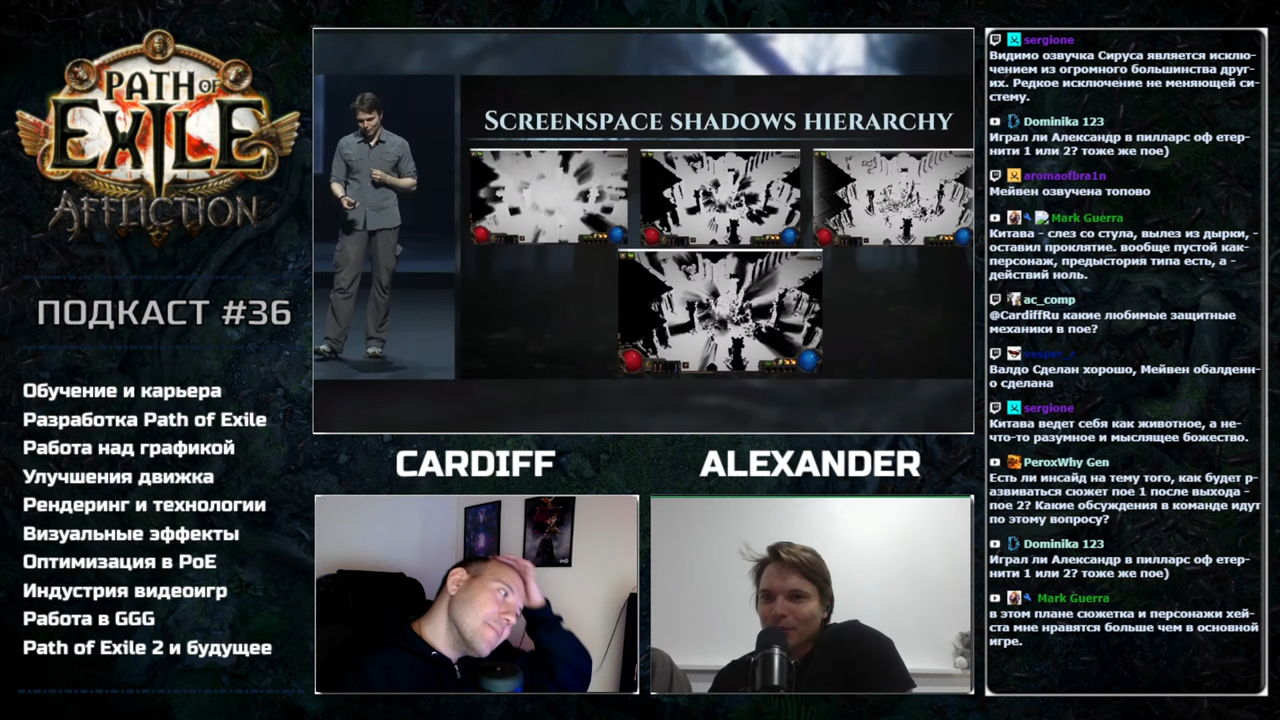 PATH OF
EXILE
AFFLICTION
ПОДКАСТ #36
Обучение и карьера
Разработка Path of Exile
Работа над графикой
Улучшения движка
Рендеринг и технологии
Визуальные эффекты
Оптимизация в PoE
Индустрия видеоигр
Работа в GGG
Path of Exile 2 и будущее
SCREENSPACE SHADOWS HIERARCHY
CARDIFF
ALEXANDER
sergione
Видимо озвучка Сируса является исклю-
чением из огромного большинства друг-
их. Редкое исключение не меняющей си-
стему.
Dominika 123
Играл ли Александр в пилларс оф етер-
нити 1 или 2? тоже же пое)
aromaofbra1n
Мейвен озвучена топово
Mark Guerra
Китава - слез со стула, вылез из дырки, -
оставил проклятие. вообще пустой как-
персонаж, предыстория типа есть, а -
действий ноль.
ac_comp
@CardiffRu какие любимые защитные
механики в пое?
vesper_r
Валдо Сделан хорошо, Мейвен обалденн-
о сделана
sergione
Китава ведет себя как животное, а не-
что-то разумное и мыслящее божество.
PeroxWhy Gen
Есть ли инсайд на тему того, как будет р-
азвиваться сюжет пое 1 после выхода -
пое 2? Какие обсуждения в команде идут
по этому вопросу?
Dominika 123
Играл ли Александр в пилларс оф етер-
нити 1 или 2? тоже же пое)
Mark Guerra
в этом плане сюжетка и персонажи хей-
ста мне нравятся больше чем в основной
игре.